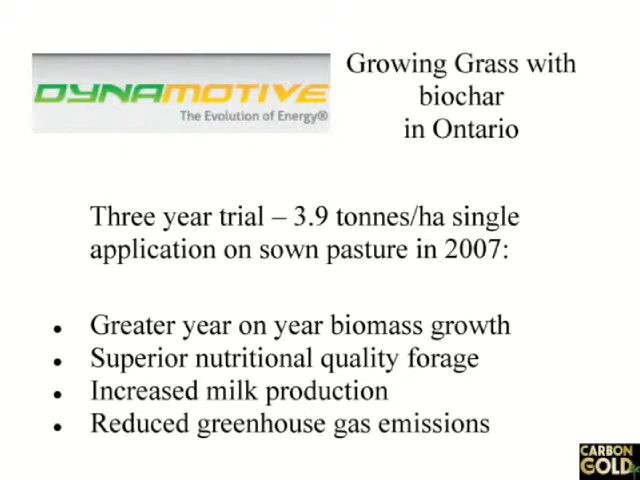 DYNAMOTIVE
The Evolution of Energy®
Growing Grass with
biochar
in Ontario
Three year trial – 3.9 tonnes/ha single
application on sown pasture in 2007:
• Greater year on year biomass growth
• Superior nutritional quality forage
• Increased milk production
• Reduced greenhouse gas emissions
CARBON
GOLD